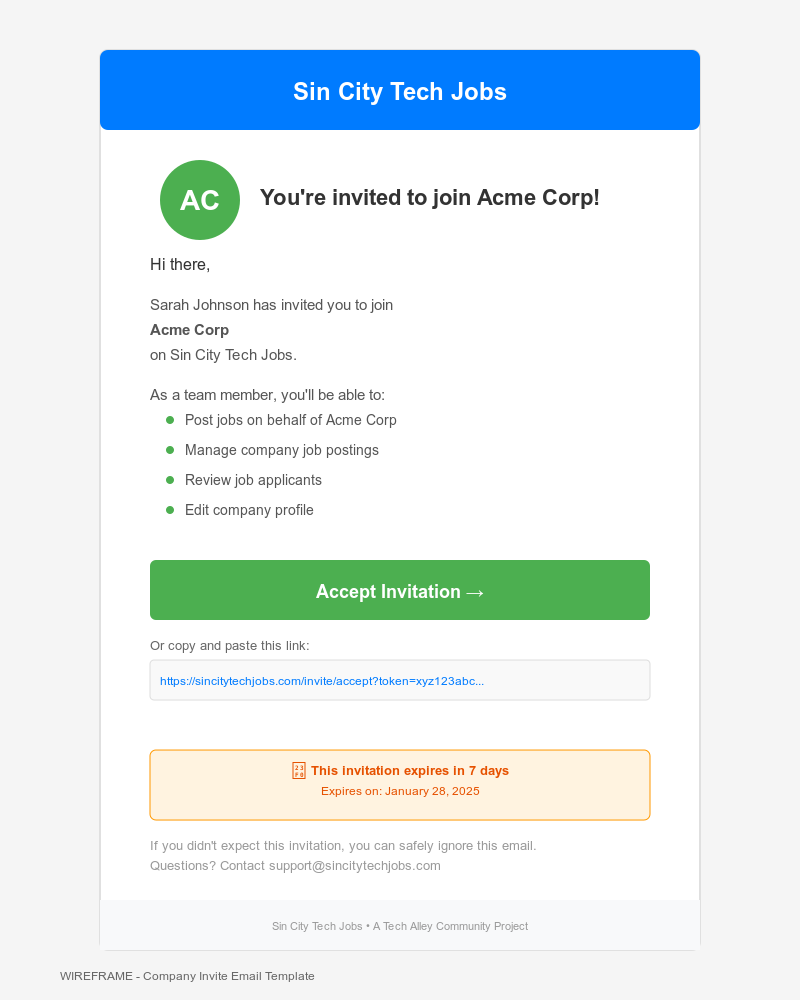 Sin City Tech Jobs
AC
You're invited to join Acme Corp!
Hi there,
Sarah Johnson has invited you to join
Acme Corp
on Sin City Tech Jobs.
As a team member, you'll be able to:
Post jobs on behalf of Acme Corp
Manage company job postings
Review job applicants
Edit company profile
Accept Invitation →
Or copy and paste this link:
https://sincitytechjobs.com/invite/accept?token=xyz123abc...
This invitation expires in 7 days
Expires on: January 28, 2025
If you didn't expect this invitation, you can safely ignore this email.
Questions? Contact support@sincitytechjobs.com
Sin City Tech Jobs • A Tech Alley Community Project
WIREFRAME - Company Invite Email Template